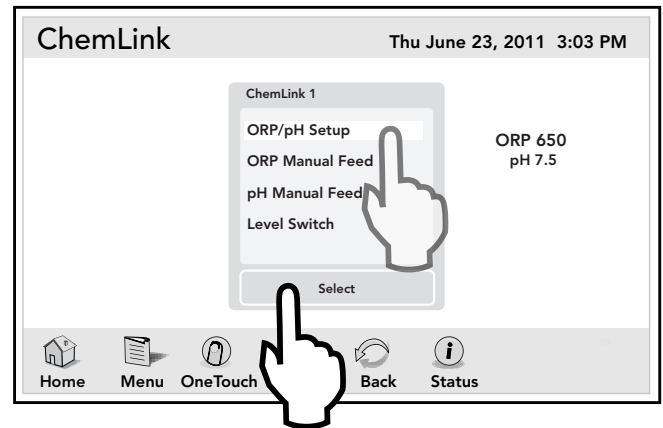 ChemLink Thu June 23, 2011 3:03 PM
ChemLink 1
ORP/pH Setup
ORP Manual Feed
pH Manual Feed
Level Switch
Select
ORP 650
pH 7.5
Home Menu OneTouch Back Status